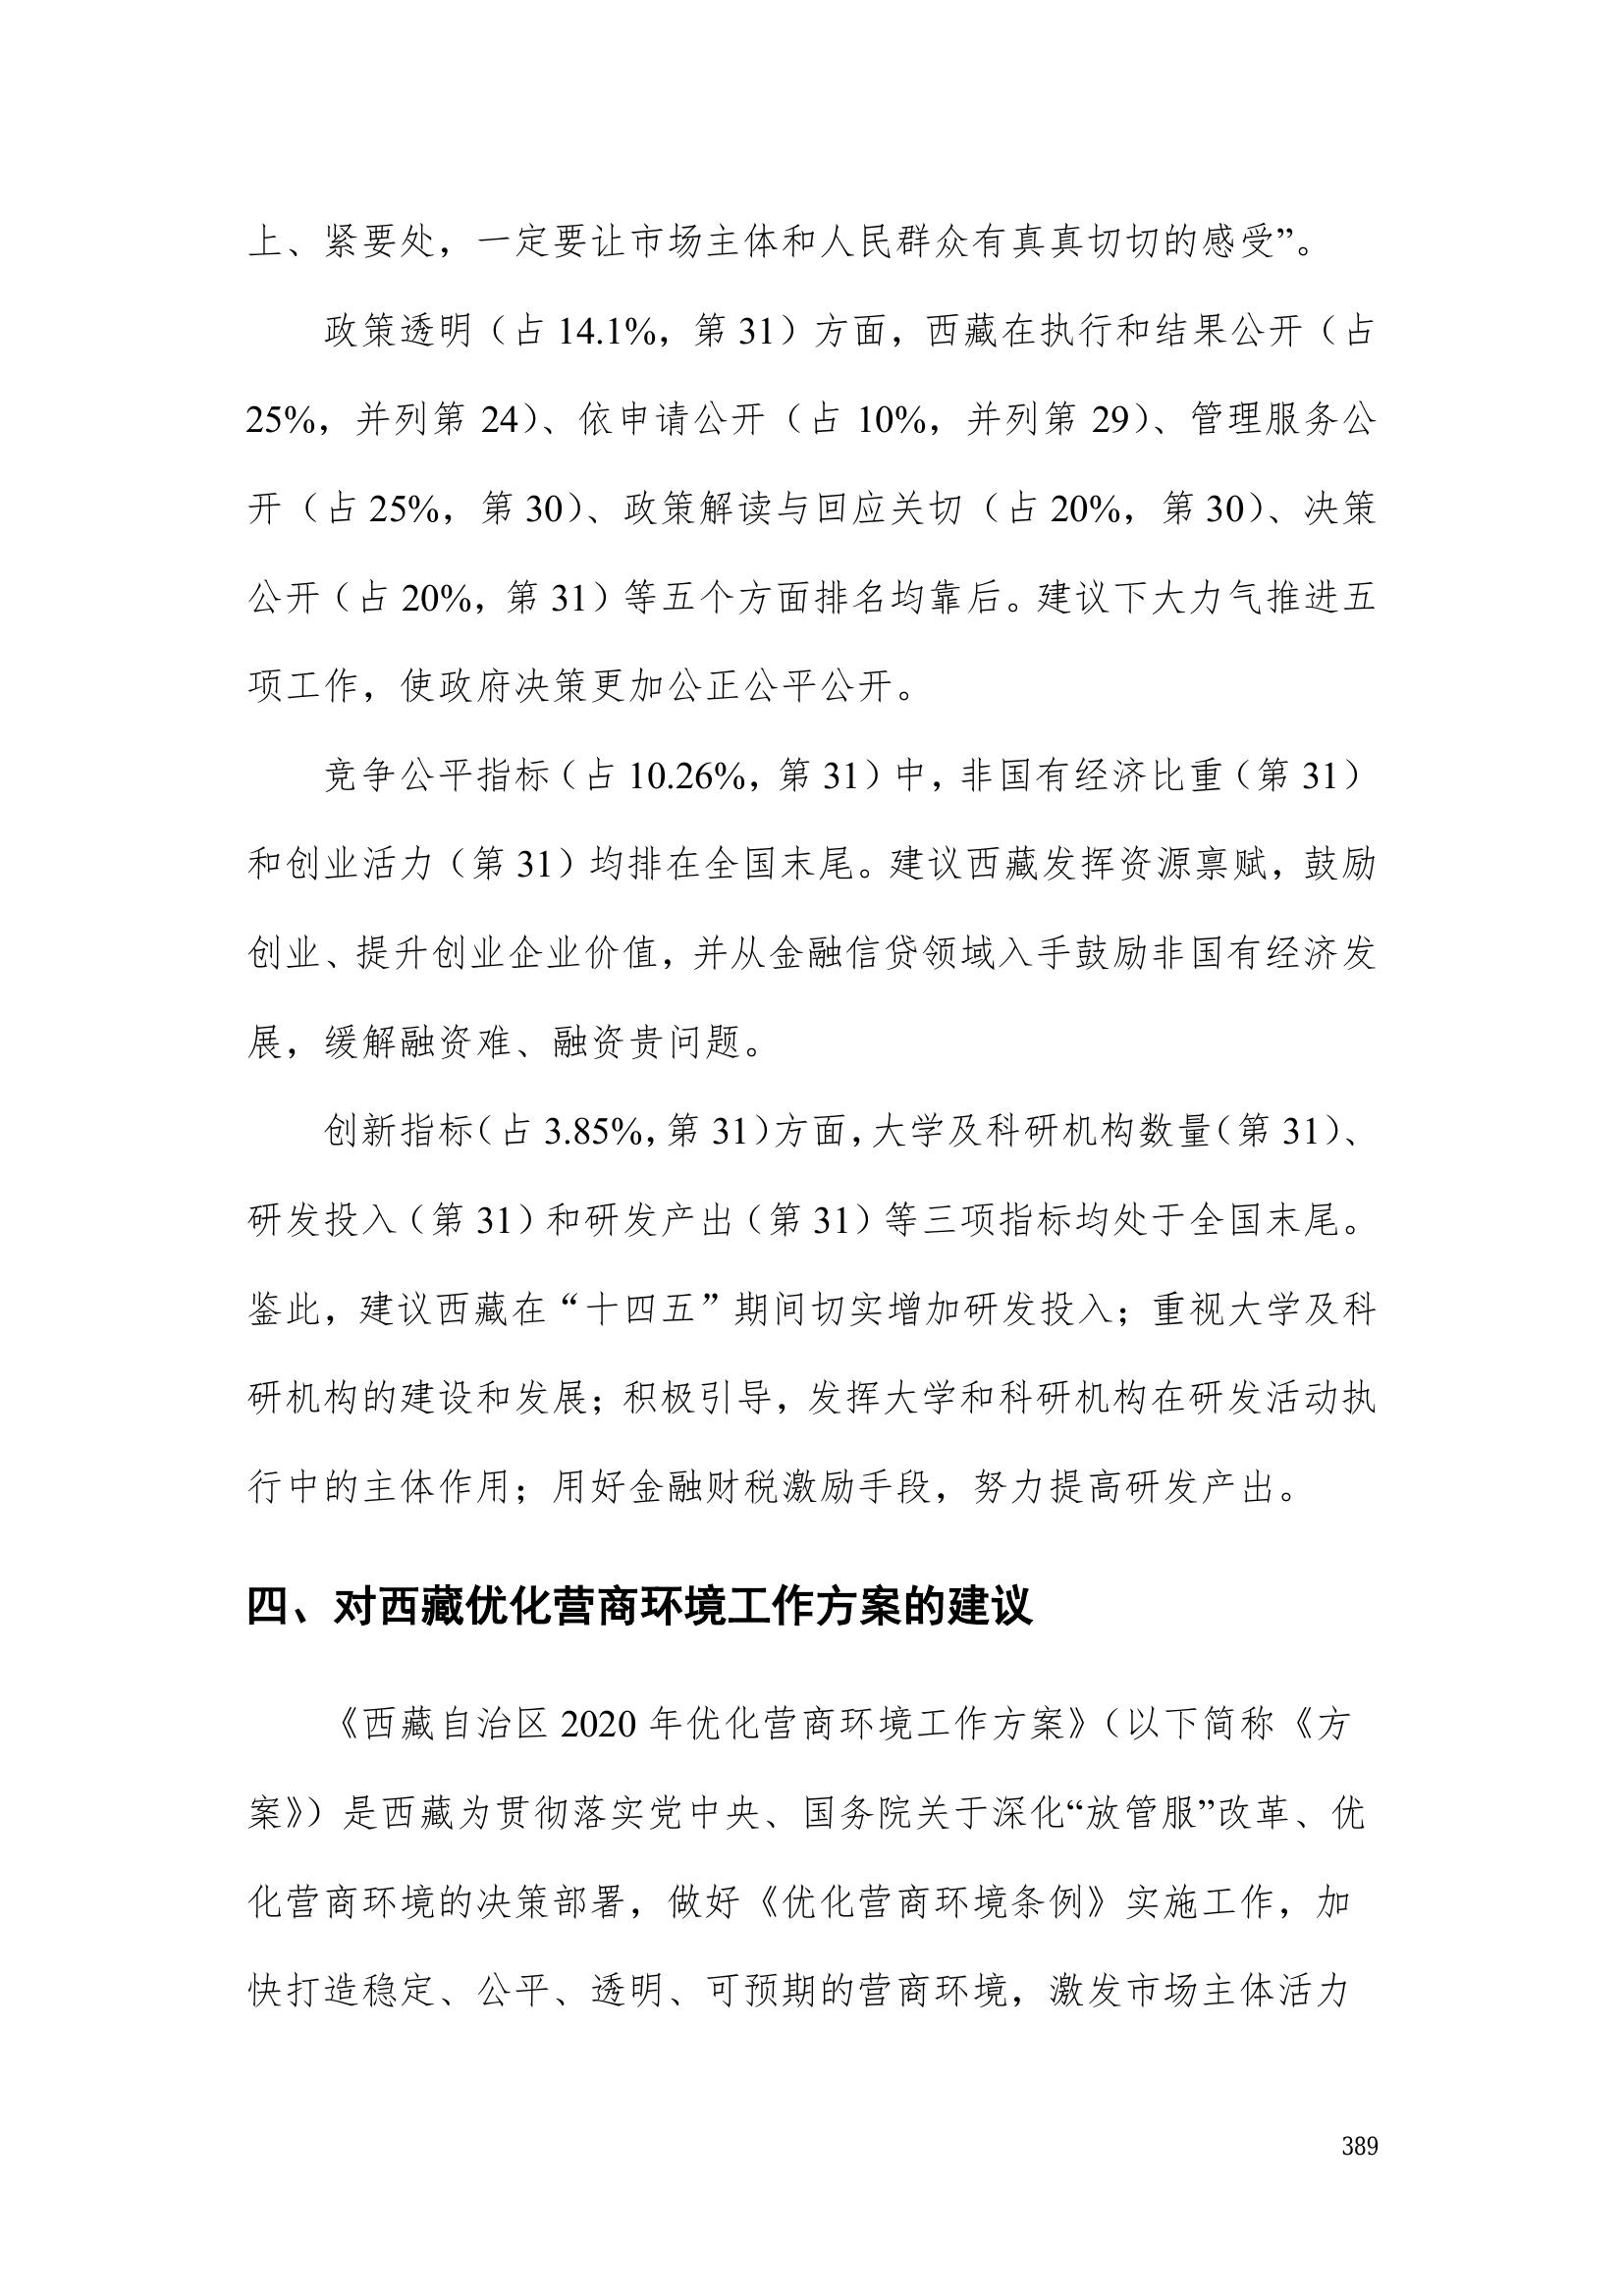 上、紧要处，一定要让市场主体和人民群众有真真切切的感受”。
政策透明（占 14.1%，第 31）方面，西藏在执行和结果公开（占
25%，并列第 24）、依申请公开（占 10%，并列第 29）、管理服务公
开（占 25%，第 30）、政策解读与回应关切（占 20%，第 30）、决策
公开（占 20%，第 31）等五个方面排名均靠后。建议下大力气推进五
项工作，使政府决策更加公正公平公开。
竞争公平指标（占 10.26%，第 31）中，非国有经济比重（第 31）
和创业活力（第 31）均排在全国末尾。建议西藏发挥资源禀赋，鼓励
创业、提升创业企业价值，并从金融信贷领域入手鼓励非国有经济发
展，缓解融资难、融资贵问题。
创新指标（占 3.85%，第 31）方面，大学及科研机构数量（第 31）、
研发投入（第 31）和研发产出（第 31）等三项指标均处于全国末尾。
鉴此，建议西藏在“十四五”期间切实增加研发投入；重视大学及科
研机构的建设和发展；积极引导，发挥大学和科研机构在研发活动执
行中的主体作用；用好金融财税激励手段，努力提高研发产出。
四、对西藏优化营商环境工作方案的建议
《西藏自治区 2020 年优化营商环境工作方案》（以下简称《方
案》）是西藏为贯彻落实党中央、国务院关于深化“放管服”改革、优
化营商环境的决策部署，做好《优化营商环境条例》实施工作，加
快打造稳定、公平、透明、可预期的营商环境，激发市场主体活力
389